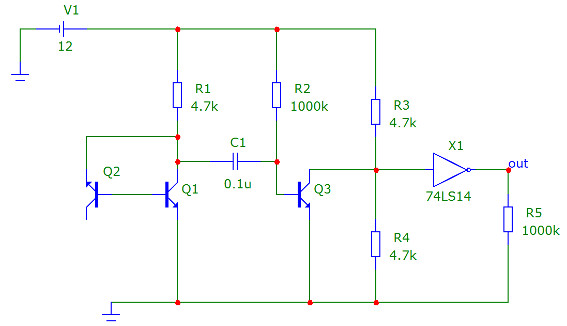 V1
12
R1
4.7k
R2
1000k
R3
4.7k
C1
0.1u
X1
out
74LS14
Q2
Q1
Q3
R5
1000k
R4
4.7k